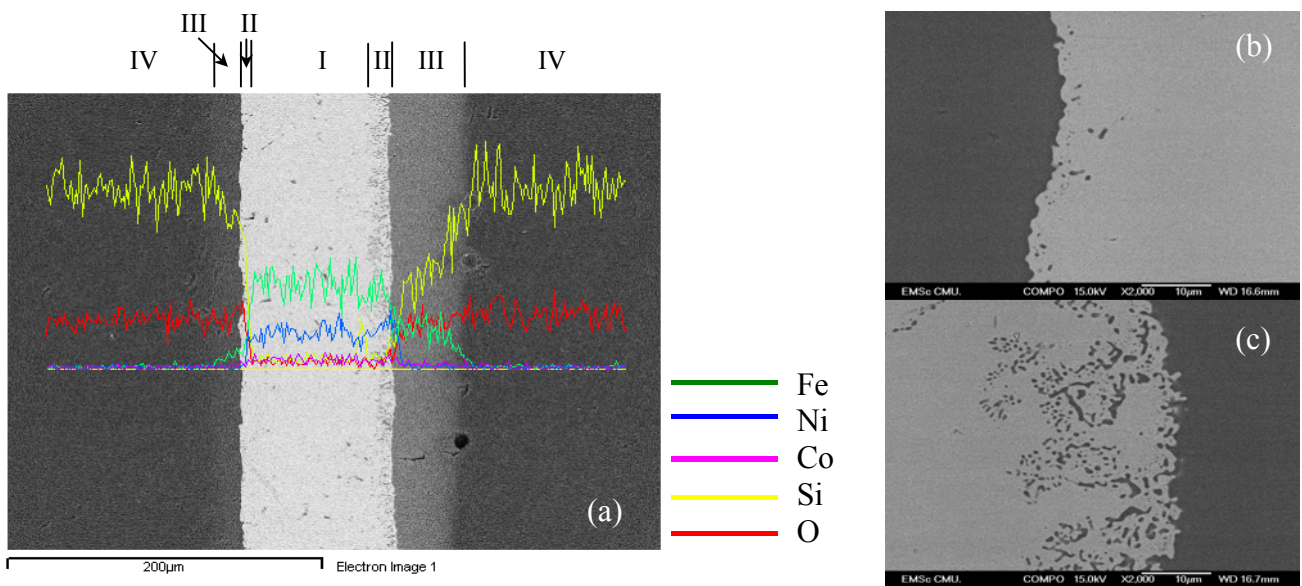 III
II
IV
I
II
III
IV
(a)
200µm
Electron Image 1
Fe
Ni
Co
Si
O
(b)
EMSc CMU. COMPO 15.0kV X2,000 10µm WD 16.6mm
(c)
EMSc CMU. COMPO 15.0kV X2,000 10µm WD 16.7mm